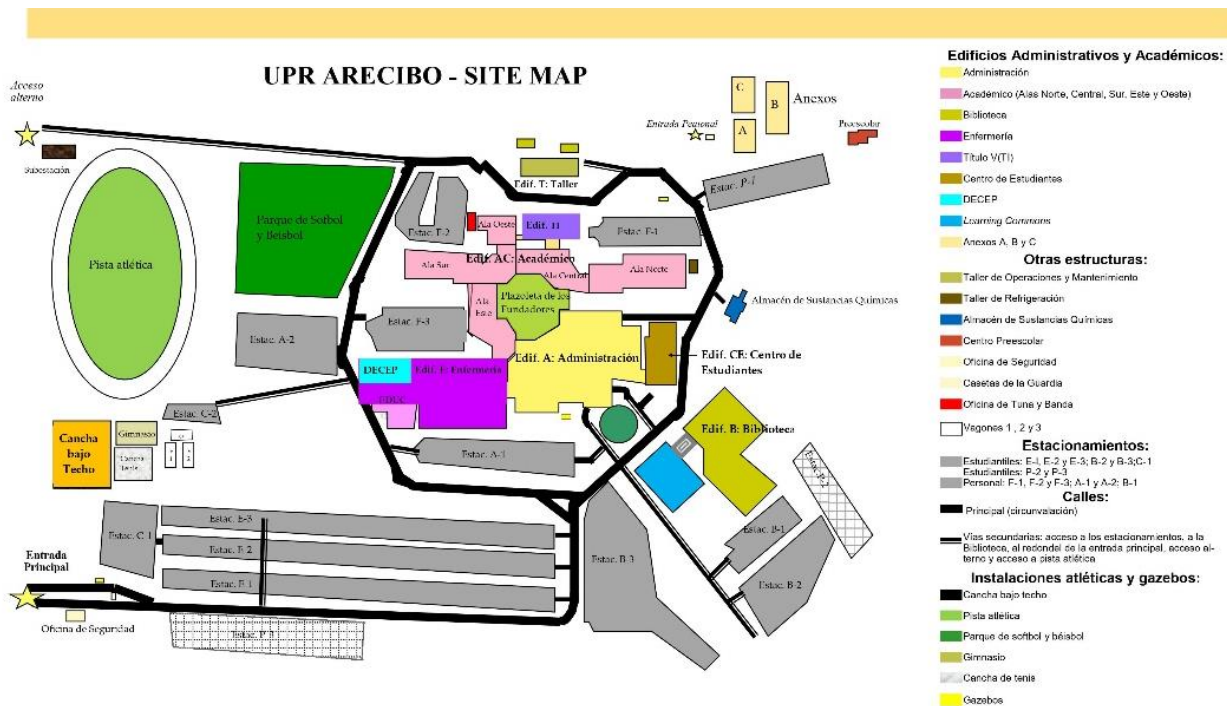 UPR ARECIBO - SITE MAP
Acceso
alterno
Subestación
Pista atlética
Parque de Sofbol
y Béisbol
Estac. A-2
Estac. C-2
Cancha
bajo
Techo
Gimnasio
Cancha
Tenis
Entrada
Principal
Oficina de Seguridad
Estac. C-1
Estac. E-3
Estac. E 2
Estac. E 1
Estac. P-3
Edif. T: Taller
Estac. F-2
Ala Oeste
Edif. TI
Estac. F-1
Edif. AC: Académico
Ala Sur
Ala Central
Ala Norte
Ala
Este
Plazoleta de los
Fundadores
Estac. F-3
DECEP
Edif. E: Enfermería
Edif. A: Administración
Edif. CE: Centro de
Estudiantes
Estac. A-1
Edif. B: Biblioteca
Estac. P-2
Estac. B-1
Estac. B-2
Estac. B-3
Entrada Peatonal
C
B
A
Anexos
Preescolar
Estac. P-1
Almacén de Sustancias Químicas
Edificios Administrativos y Académicos:
Administración
Académico (Alas Norte, Central, Sur, Este y Oeste)
Biblioteca
Enfermería
Título V(TI)
Centro de Estudiantes
DECEP
Learning Commons
Anexos A, B y C
Otras estructuras:
Taller de Operaciones y Mantenimiento
Taller de Refrigeración
Almacén de Sustancias Químicas
Centro Preescolar
Oficina de Seguridad
Casetas de la Guardia
Oficina de Tuna y Banda
Vagones 1 , 2 y 3
Estacionamientos:
Estudiantiles: E-I, E-2 y E-3; B-2 y B-3;C-1
Estudiantiles: P-2 y P-3
Personal: F-1, F-2 y F-3; A-1 y A-2; B-1
Calles:
Principal (circunvalación)
Vías secundarias: acceso a los estacionamientos, a la
Biblioteca, al redondel de la entrada principal, acceso al-
terno y acceso a pista atlética
Instalaciones atléticas y gazebos:
Cancha bajo techo
Pista atlética
Parque de softbol y béisbol
Gimnasio
Cancha de tenis
Gazebos